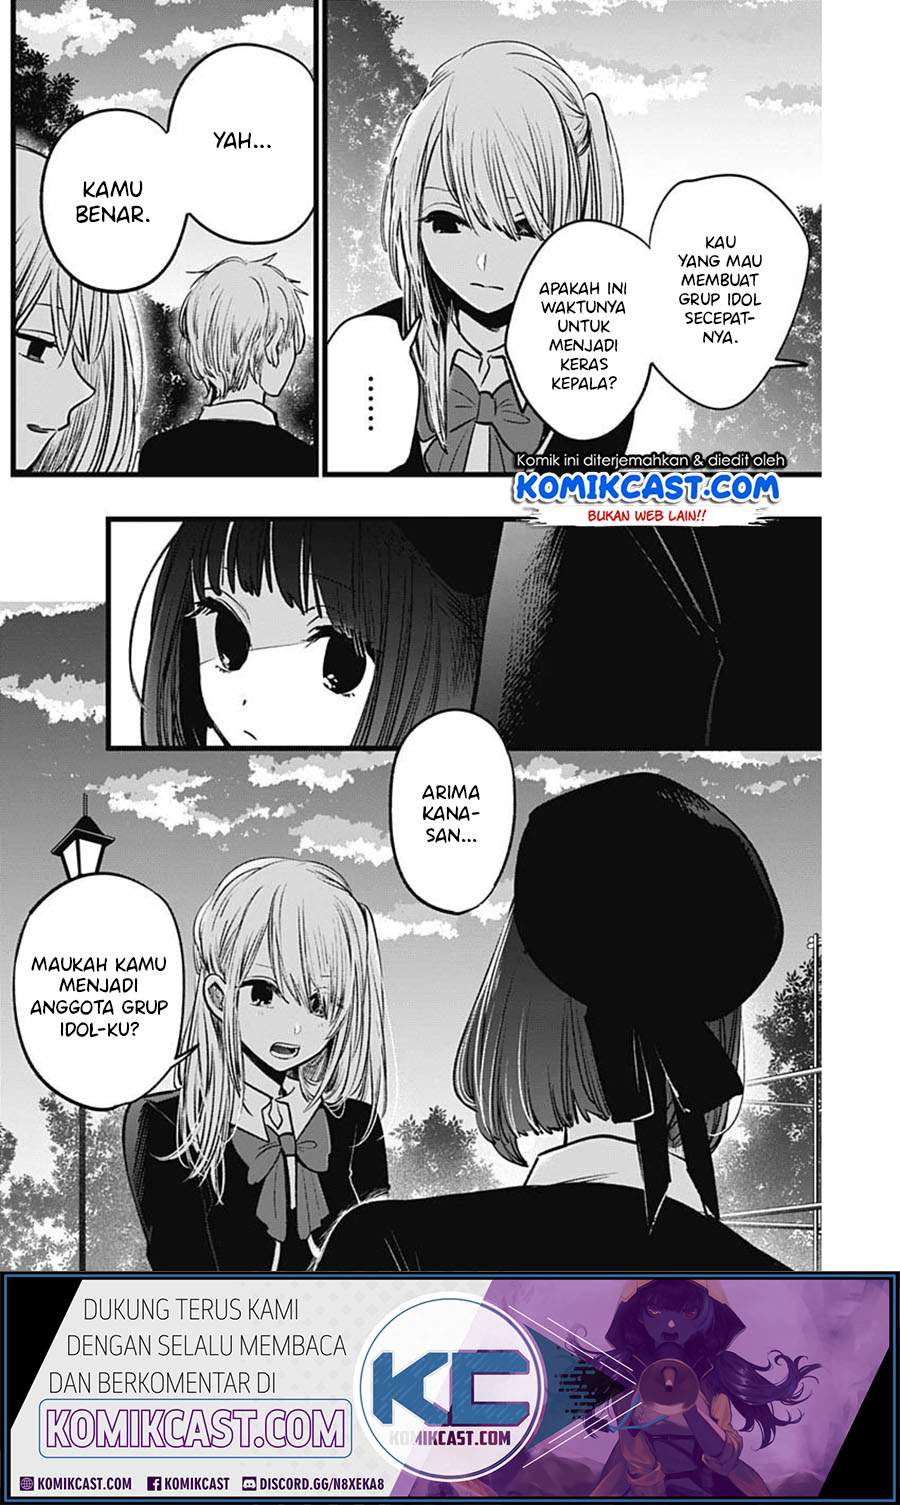 KAU
YANG MAU
MEMBUAT
GRUP IDOL
SECEPAT-
NYA.
APAKAH INI
WAKTUNYA
UNTUK
MENJADI
KERAS
KEPALA?
......
YAH...
KAMU
BENAR.
Komik ini diterjemahkan & diedit oleh
KOMIKCAST.COM
BUKAN WEB LAIN!!
ARIMA
KANA-
SAN...
MAUKAH KAMU
MENJADI
ANGGOTA GRUP
IDOL-KU?
DUKUNG TERUS KAMI
DENGAN SELALU MEMBACA
DAN BERKOMENTAR DI
KOMIKCAST.COM
KC
KOMIKCAST.COM
KOMIKCAST.COM KOMIKCAST DISCORD.GG/N8XEKA8